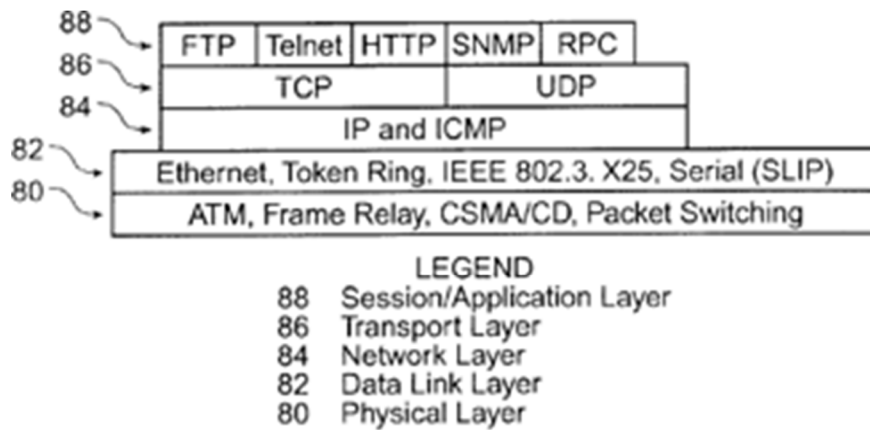 88 FTP Telnet HTTP SNMP RPC
86 TCP UDP
84 IP and ICMP
82 Ethernet, Token Ring, IEEE 802.3. X25, Serial (SLIP)
80 ATM, Frame Relay, CSMA/CD, Packet Switching
LEGEND
88 Session/Application Layer
86 Transport Layer
84 Network Layer
82 Data Link Layer
80 Physical Layer